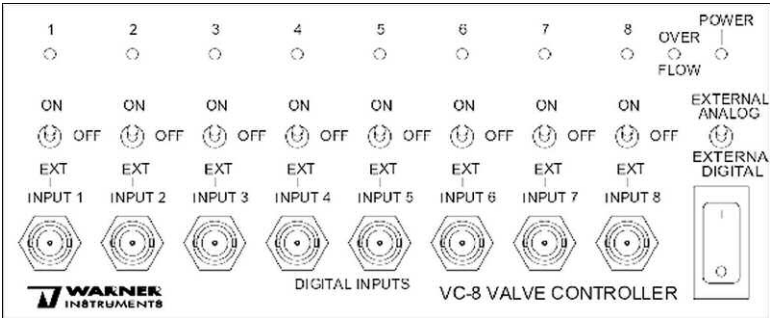 POWER
1 2 3 4 5 6 7 8 OVER
FLOW
ON ON ON ON ON ON ON ON EXTERNAL
ANALOG
OFF OFF OFF OFF OFF OFF OFF OFF
EXT EXT EXT EXT EXT EXT EXT EXT EXTERNA
DIGITAL
INPUT 1 INPUT 2 INPUT 3 INPUT 4 INPUT 5 INPUT 6 INPUT 7 INPUT 8
DIGITAL INPUTS
WARNER
INSTRUMENTS
VC-8 VALVE CONTROLLER